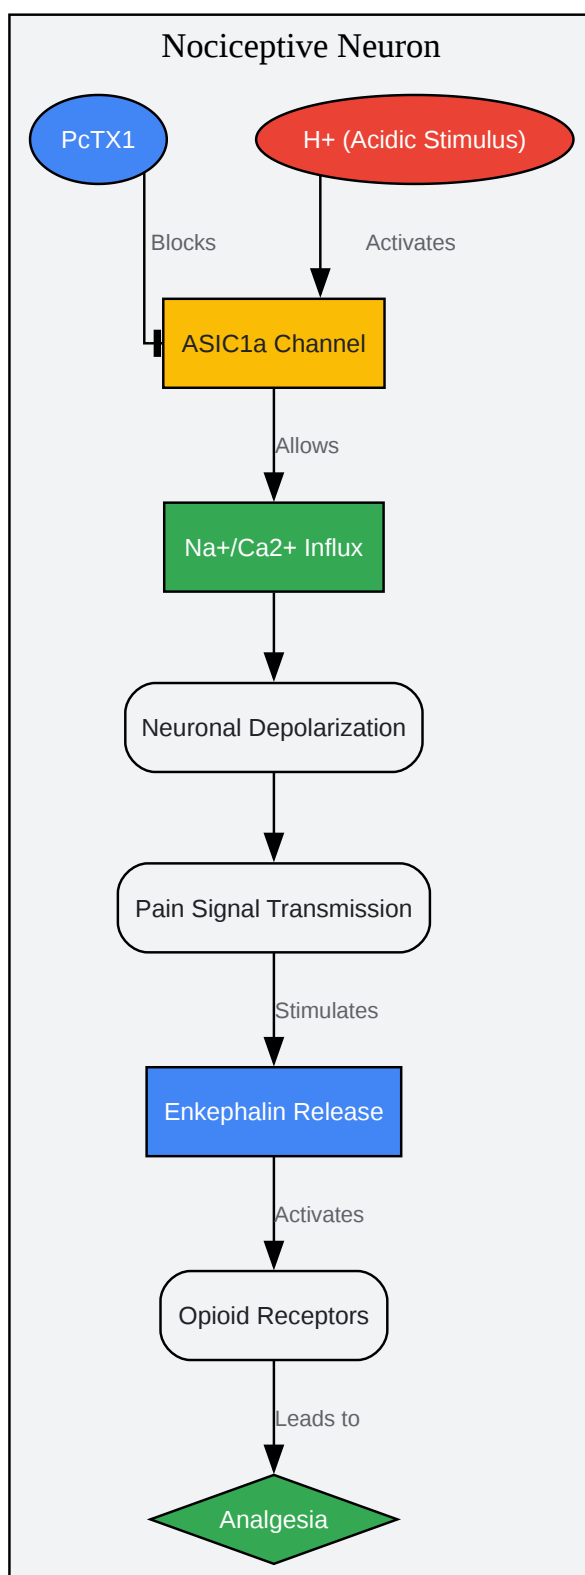 Nociceptive Neuron
PcTX1
H+ (Acidic Stimulus)
Blocks
Activates
ASIC1a Channel
Allows
Na+/Ca2+ Influx
Neuronal Depolarization
Pain Signal Transmission
Stimulates
Enkephalin Release
Activates
Opioid Receptors
Leads to
Analgesia